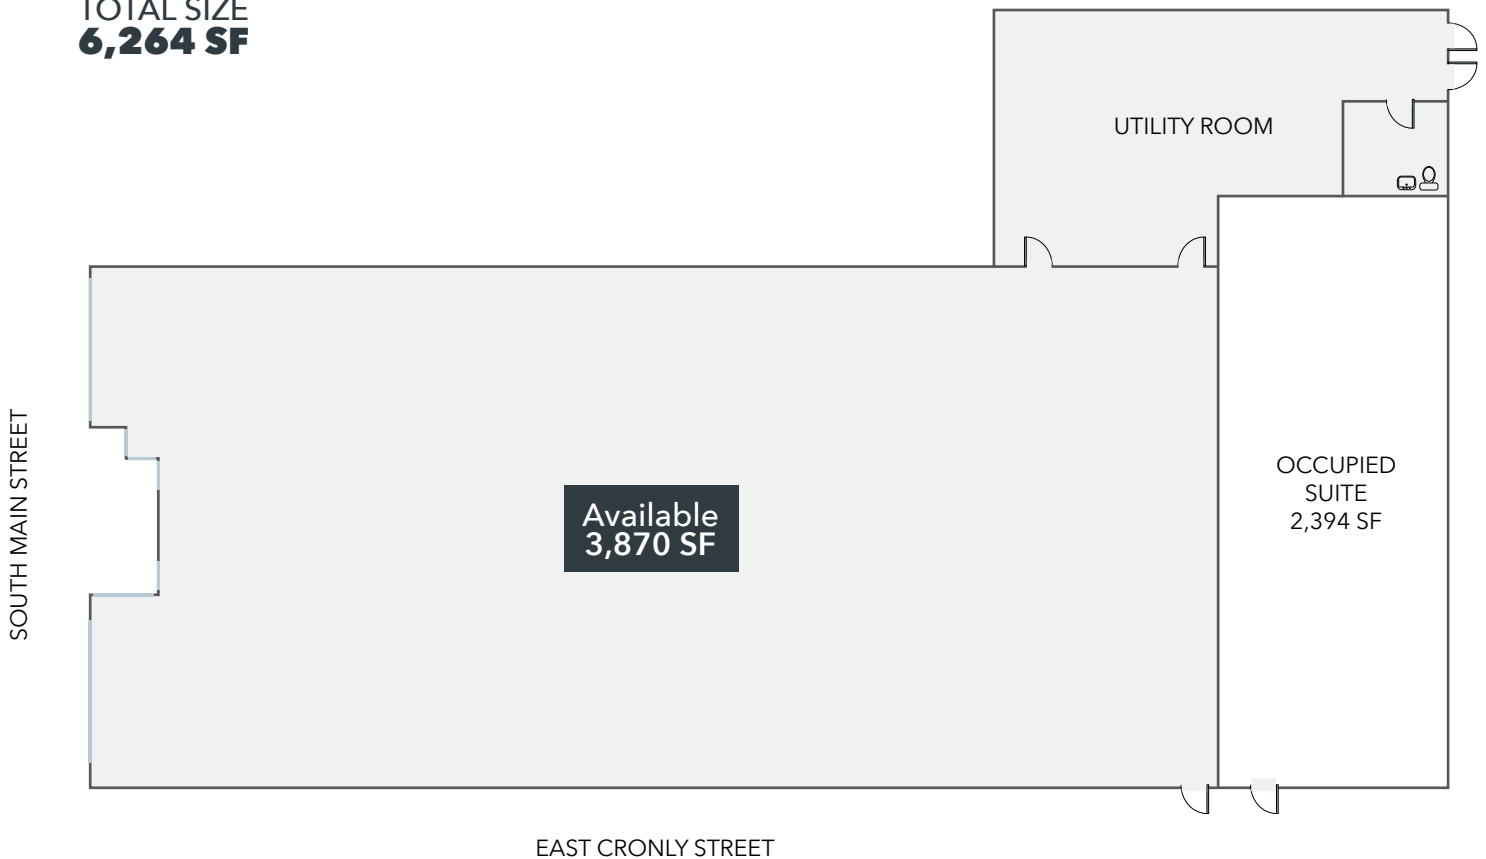 TOTAL SIZE
6,264 SF
UTILITY ROOM
SOUTH MAIN STREET
Available
3,870 SF
OCCUPIED
SUITE
2,394 SF
EAST CRONLY STREET